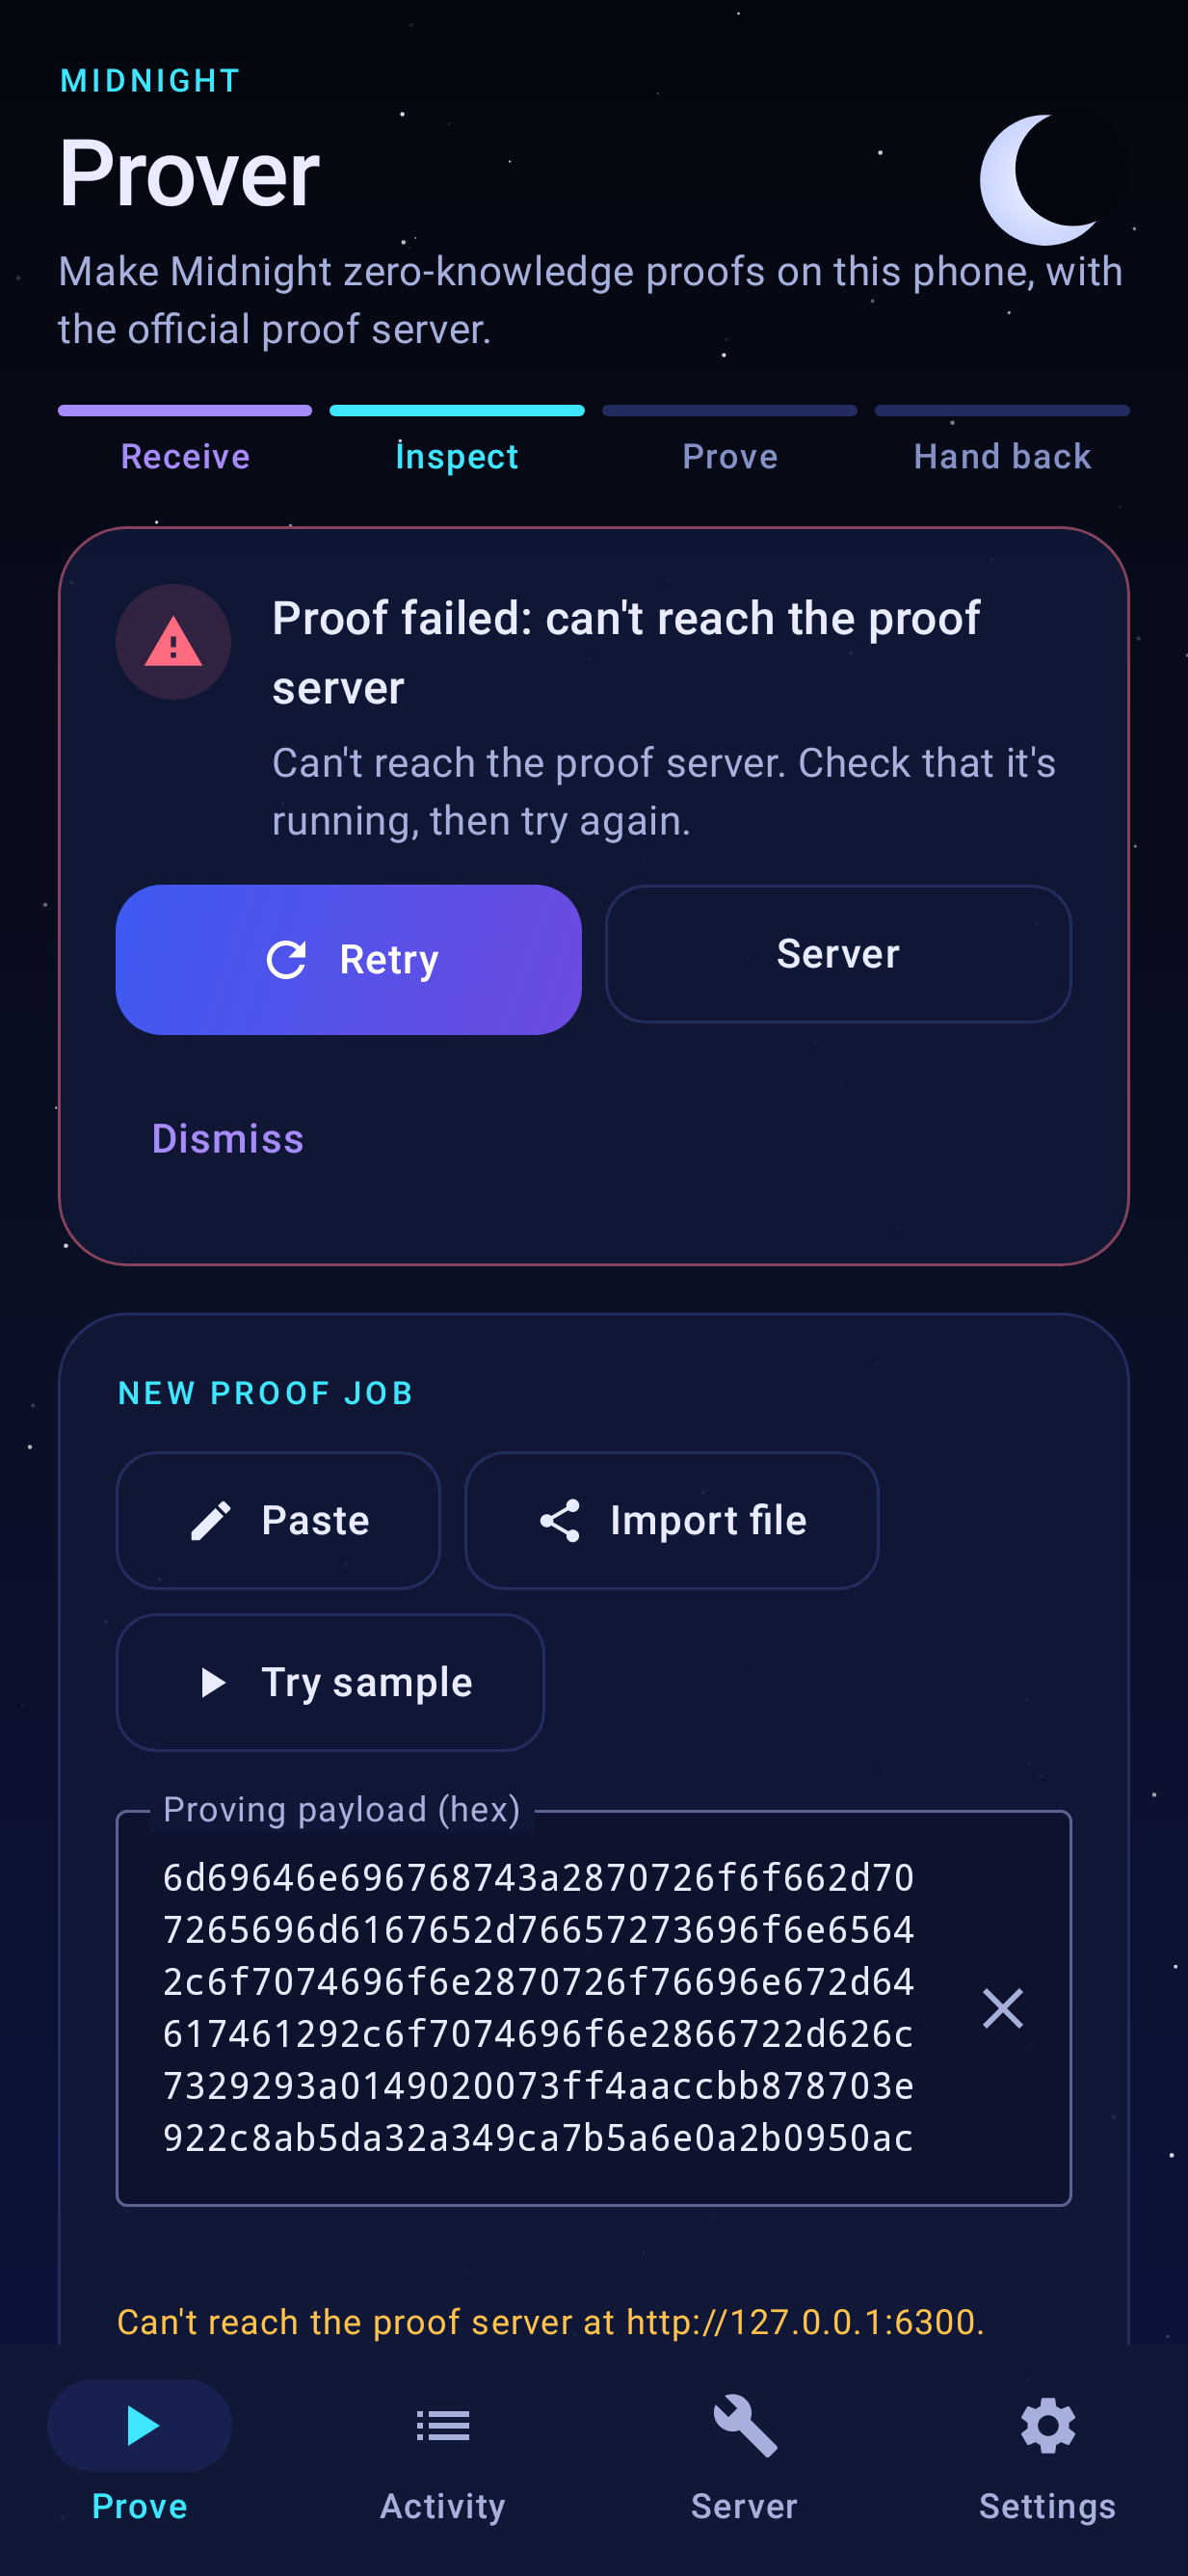 MIDNIGHT
Prover
Make Midnight zero-knowledge proofs on this phone, with
the official proof server.
Receive
Inspect
Prove
Hand back
Proof failed: can't reach the proof
server
Can't reach the proof server. Check that it's
running, then try again.
Retry
Server
Dismiss
NEW PROOF JOB
Paste
Import file
Try sample
Proving payload (hex)
6d69646e696768743a2870726f6f662d70
7265696d6167652d76657273696f6e6564
2c6f7074696f6e2870726f76696e672d64
617461292c6f7074696f6e2866722d626c
7329293a0149020073ff4aaccbb878703e
922c8ab5da32a349ca7b5a6e0a2b0950ac
Can't reach the proof server at http://127.0.0.1:6300.
Prove
Activity
Server
Settings